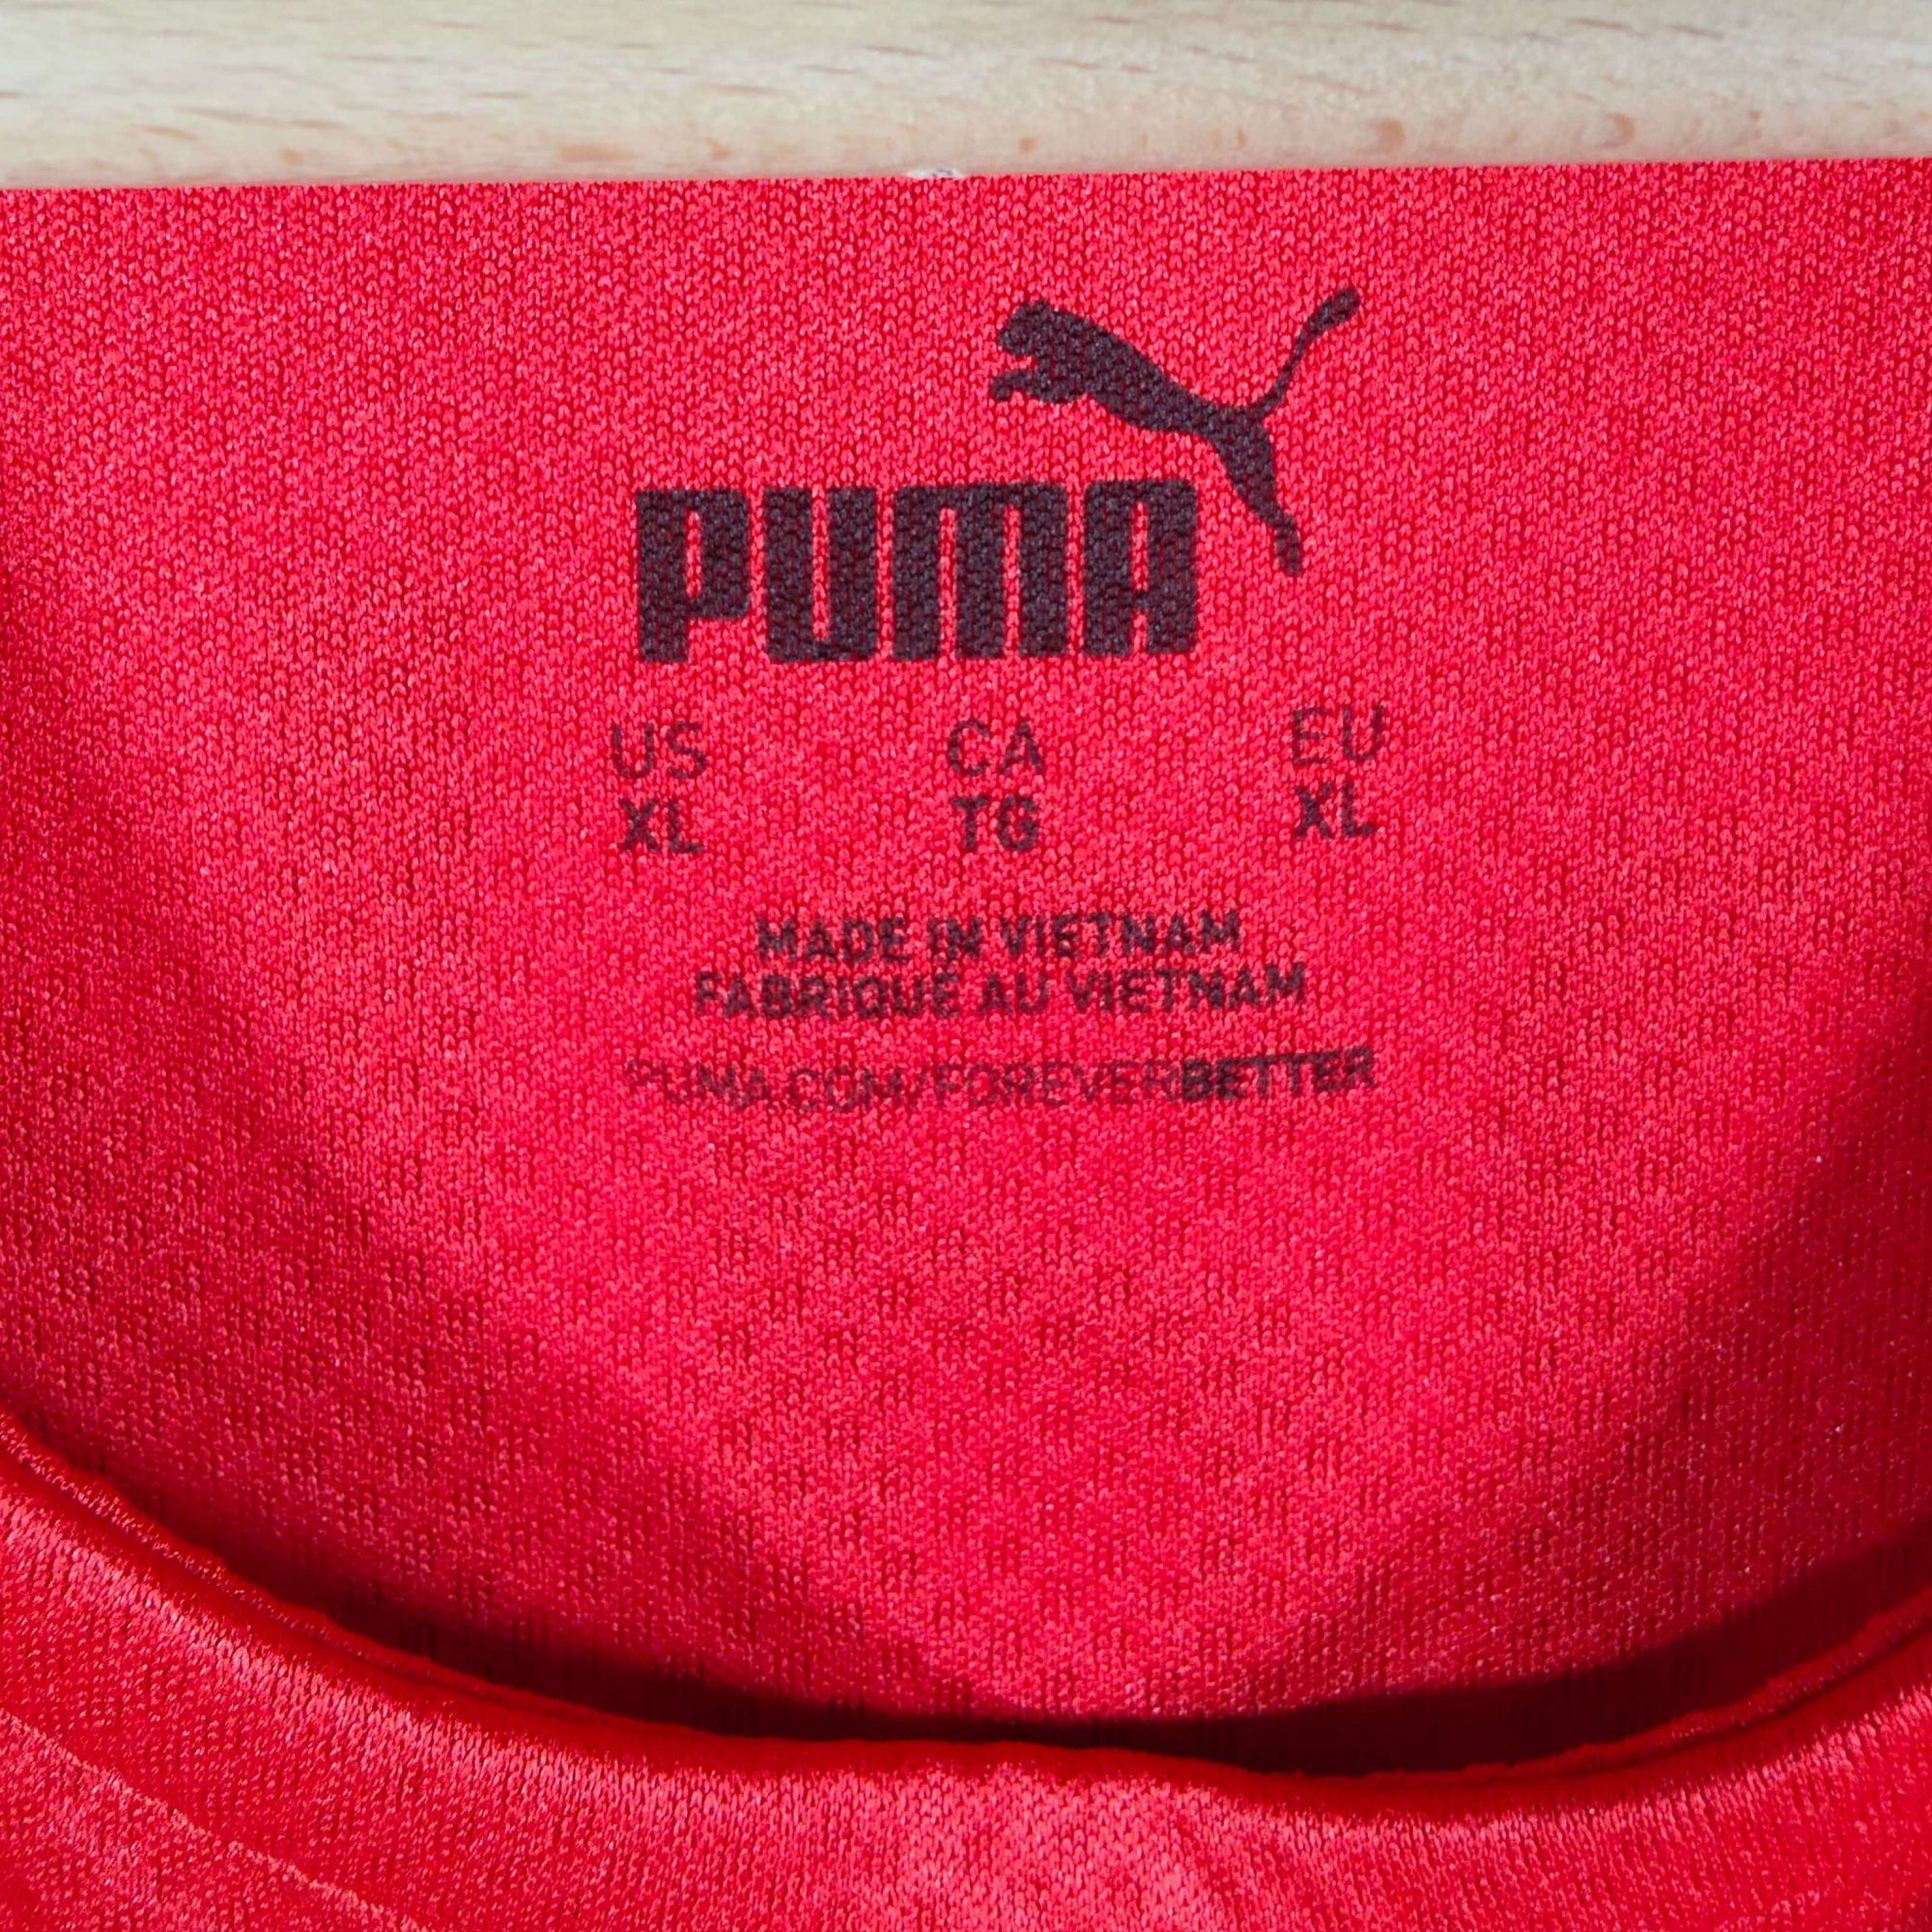 PUMA
US CA EU
XL TG XL
MADE IN VIETNAM
FABRIQUÉ AU VIETNAM
PUMA.COM/FOREVERBETTER